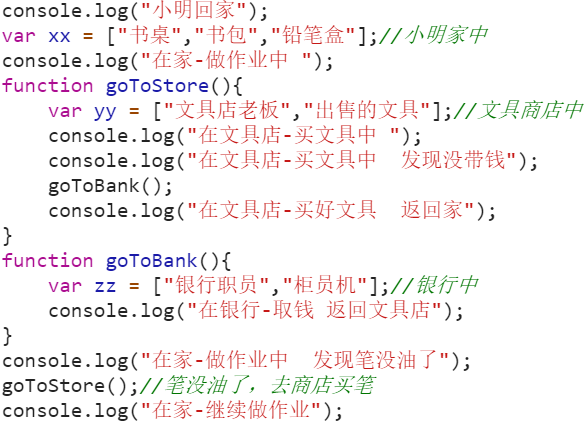 console.log("小明回家");
var xx = ["书桌","书包","铅笔盒"];//小明家中
console.log("在家-做作业中 ");
function goToStore(){
    var yy = ["文具店老板","出售的文具"];//文具商店中
    console.log("在文具店-买文具中 ");
    console.log("在文具店-买文具中  发现没带钱");
    goToBank();
    console.log("在文具店-买好文具  返回家");
}
function goToBank(){
    var zz = ["银行职员","柜员机"];//银行中
    console.log("在银行-取钱 返回文具店");
}
console.log("在家-做作业中  发现笔没油了");
goToStore();//笔没油了，去商店买笔
console.log("在家-继续做作业");